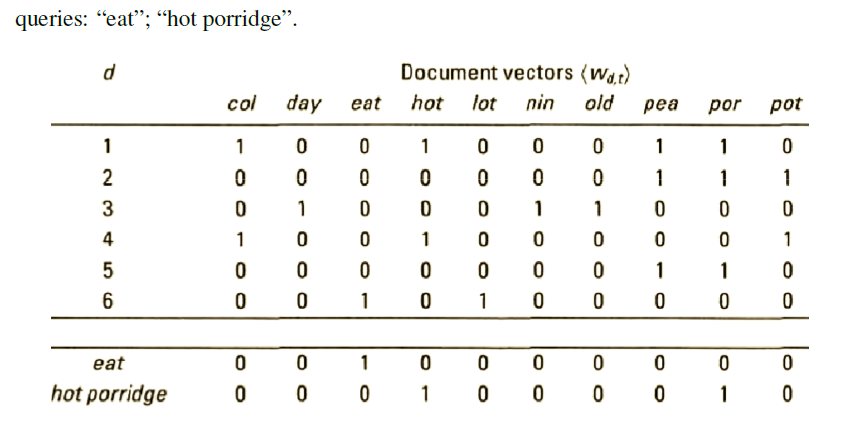 queries: “eat”; “hot porridge”.
d Document vectors ⟨wd,t⟩
col day eat hot lot nin old pea por pot
1 1 0 0 1 0 0 0 1 1 0
2 0 0 0 0 0 0 0 1 1 1
3 0 1 0 0 0 1 1 0 0 0
4 1 0 0 1 0 0 0 0 0 1
5 0 0 0 0 0 0 0 1 1 0
6 0 0 1 0 1 0 0 0 0 0
eat 0 0 1 0 0 0 0 0 0 0
hot porridge 0 0 0 1 0 0 0 0 1 0